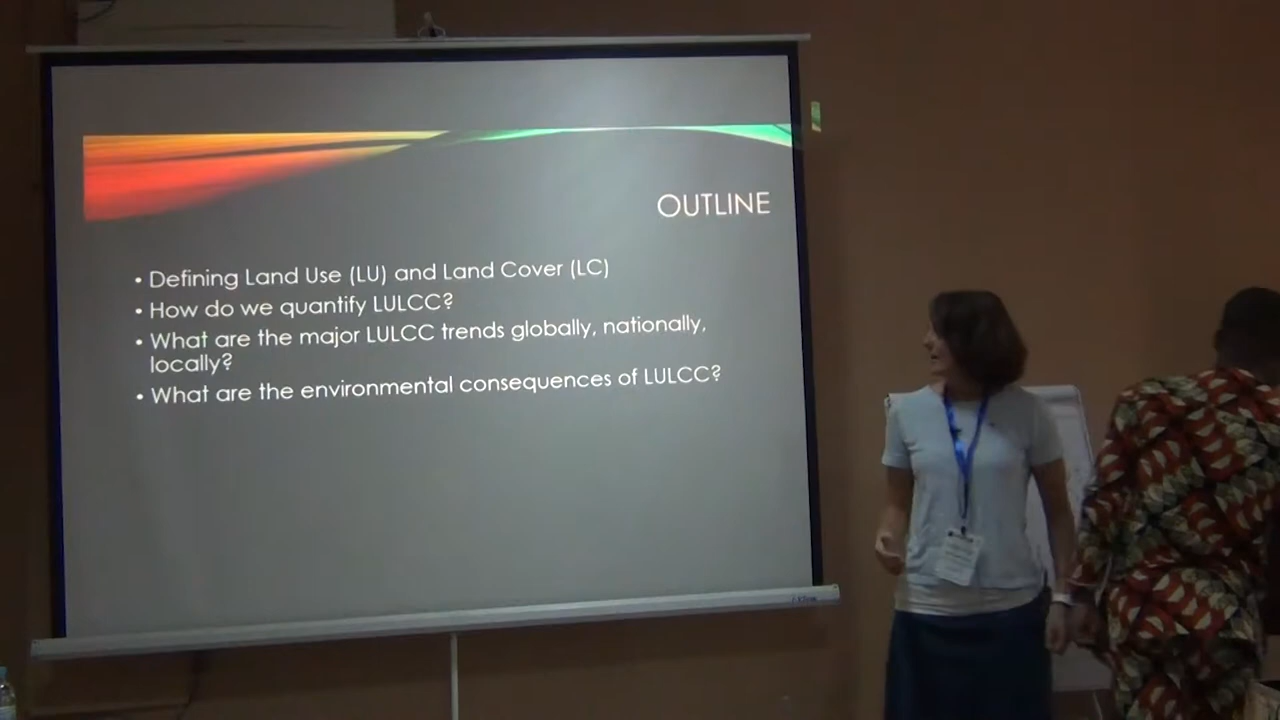 OUTLINE
• Defining Land Use (LU) and Land Cover (LC)
• How do we quantify LULCC?
• What are the major LULCC trends globally, nationally,
locally?
• What are the environmental consequences of LULCC?